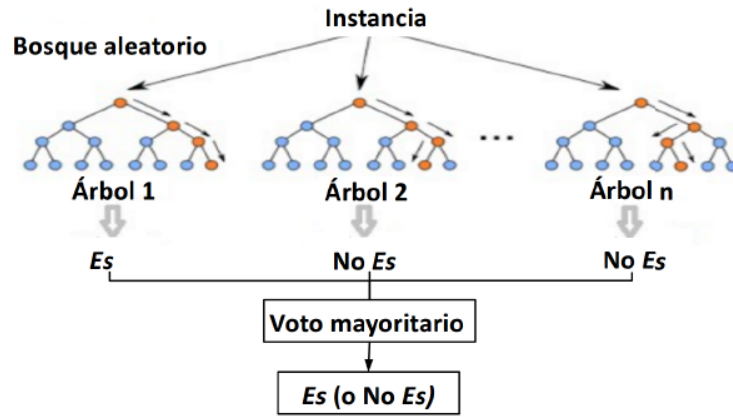 Instancia
Bosque aleatorio
Árbol 1
Árbol 2
Árbol n
Es
No Es
No Es
Voto mayoritario
Es (o No Es)